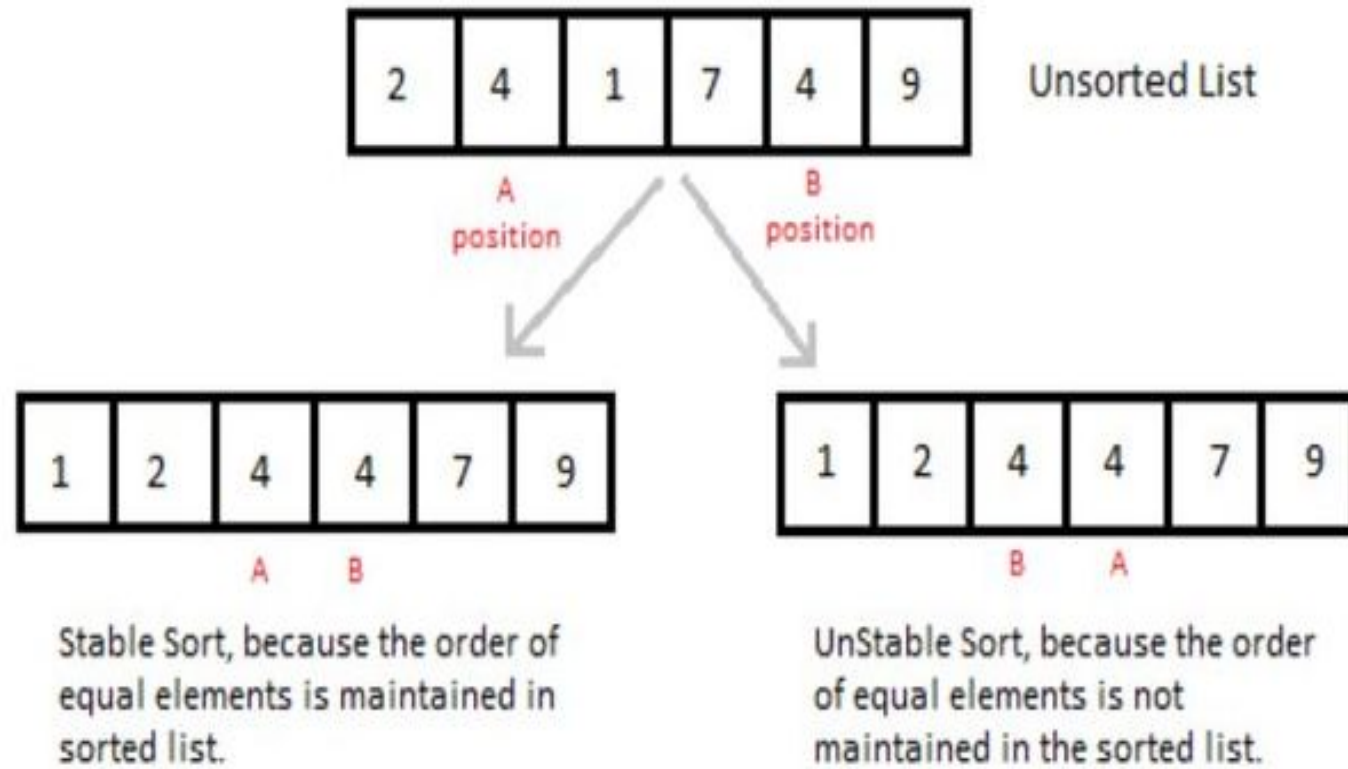 2 4 1 7 4 9 Unsorted List
A B
position position
1 2 4 4 7 9
A B
Stable Sort, because the order of
equal elements is maintained in
sorted list.
1 2 4 4 7 9
B A
UnStable Sort, because the order
of equal elements is not
maintained in the sorted list.